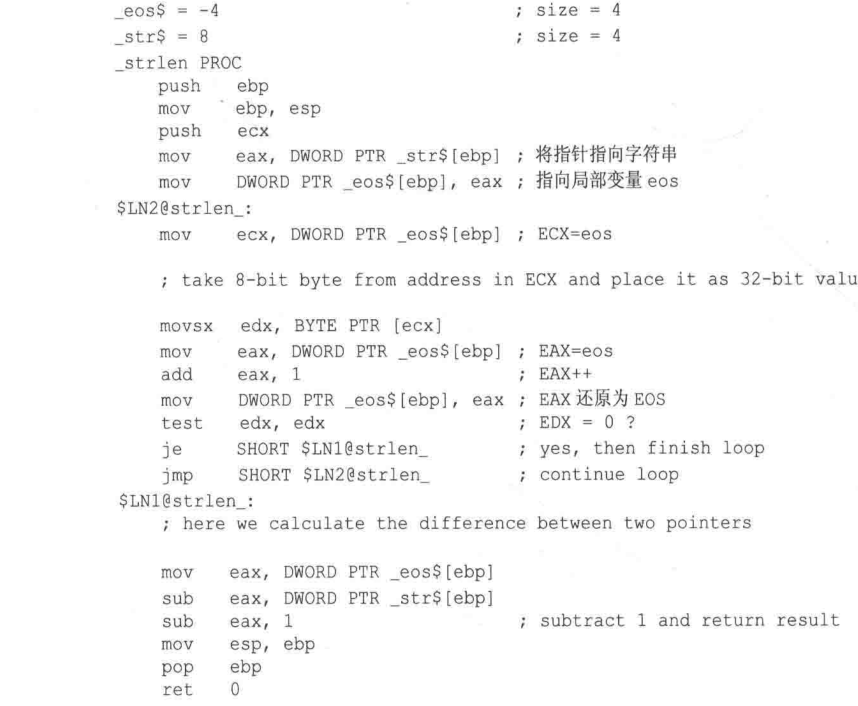 _eos$ = -4 ; size = 4
_str$ = 8 ; size = 4
_strlen PROC
push ebp
mov ebp, esp
push ecx
mov eax, DWORD PTR _str$[ebp] ; 将指针指向字符串
mov DWORD PTR _eos$[ebp], eax ; 指向局部变量 eos
$LN2@strlen_:
mov ecx, DWORD PTR _eos$[ebp] ; ECX=eos
; take 8-bit byte from address in ECX and place it as 32-bit valu
movsx edx, BYTE PTR [ecx]
mov eax, DWORD PTR _eos$[ebp] ; EAX=eos
add eax, 1 ; EAX++
mov DWORD PTR _eos$[ebp], eax ; EAX 还原为 EOS
test edx, edx ; EDX = 0 ?
je SHORT $LN1@strlen_ ; yes, then finish loop
jmp SHORT $LN2@strlen_ ; continue loop
$LN1@strlen_:
; here we calculate the difference between two pointers
mov eax, DWORD PTR _eos$[ebp]
sub eax, DWORD PTR _str$[ebp]
sub eax, 1 ; subtract 1 and return result
mov esp, ebp
pop ebp
ret 0